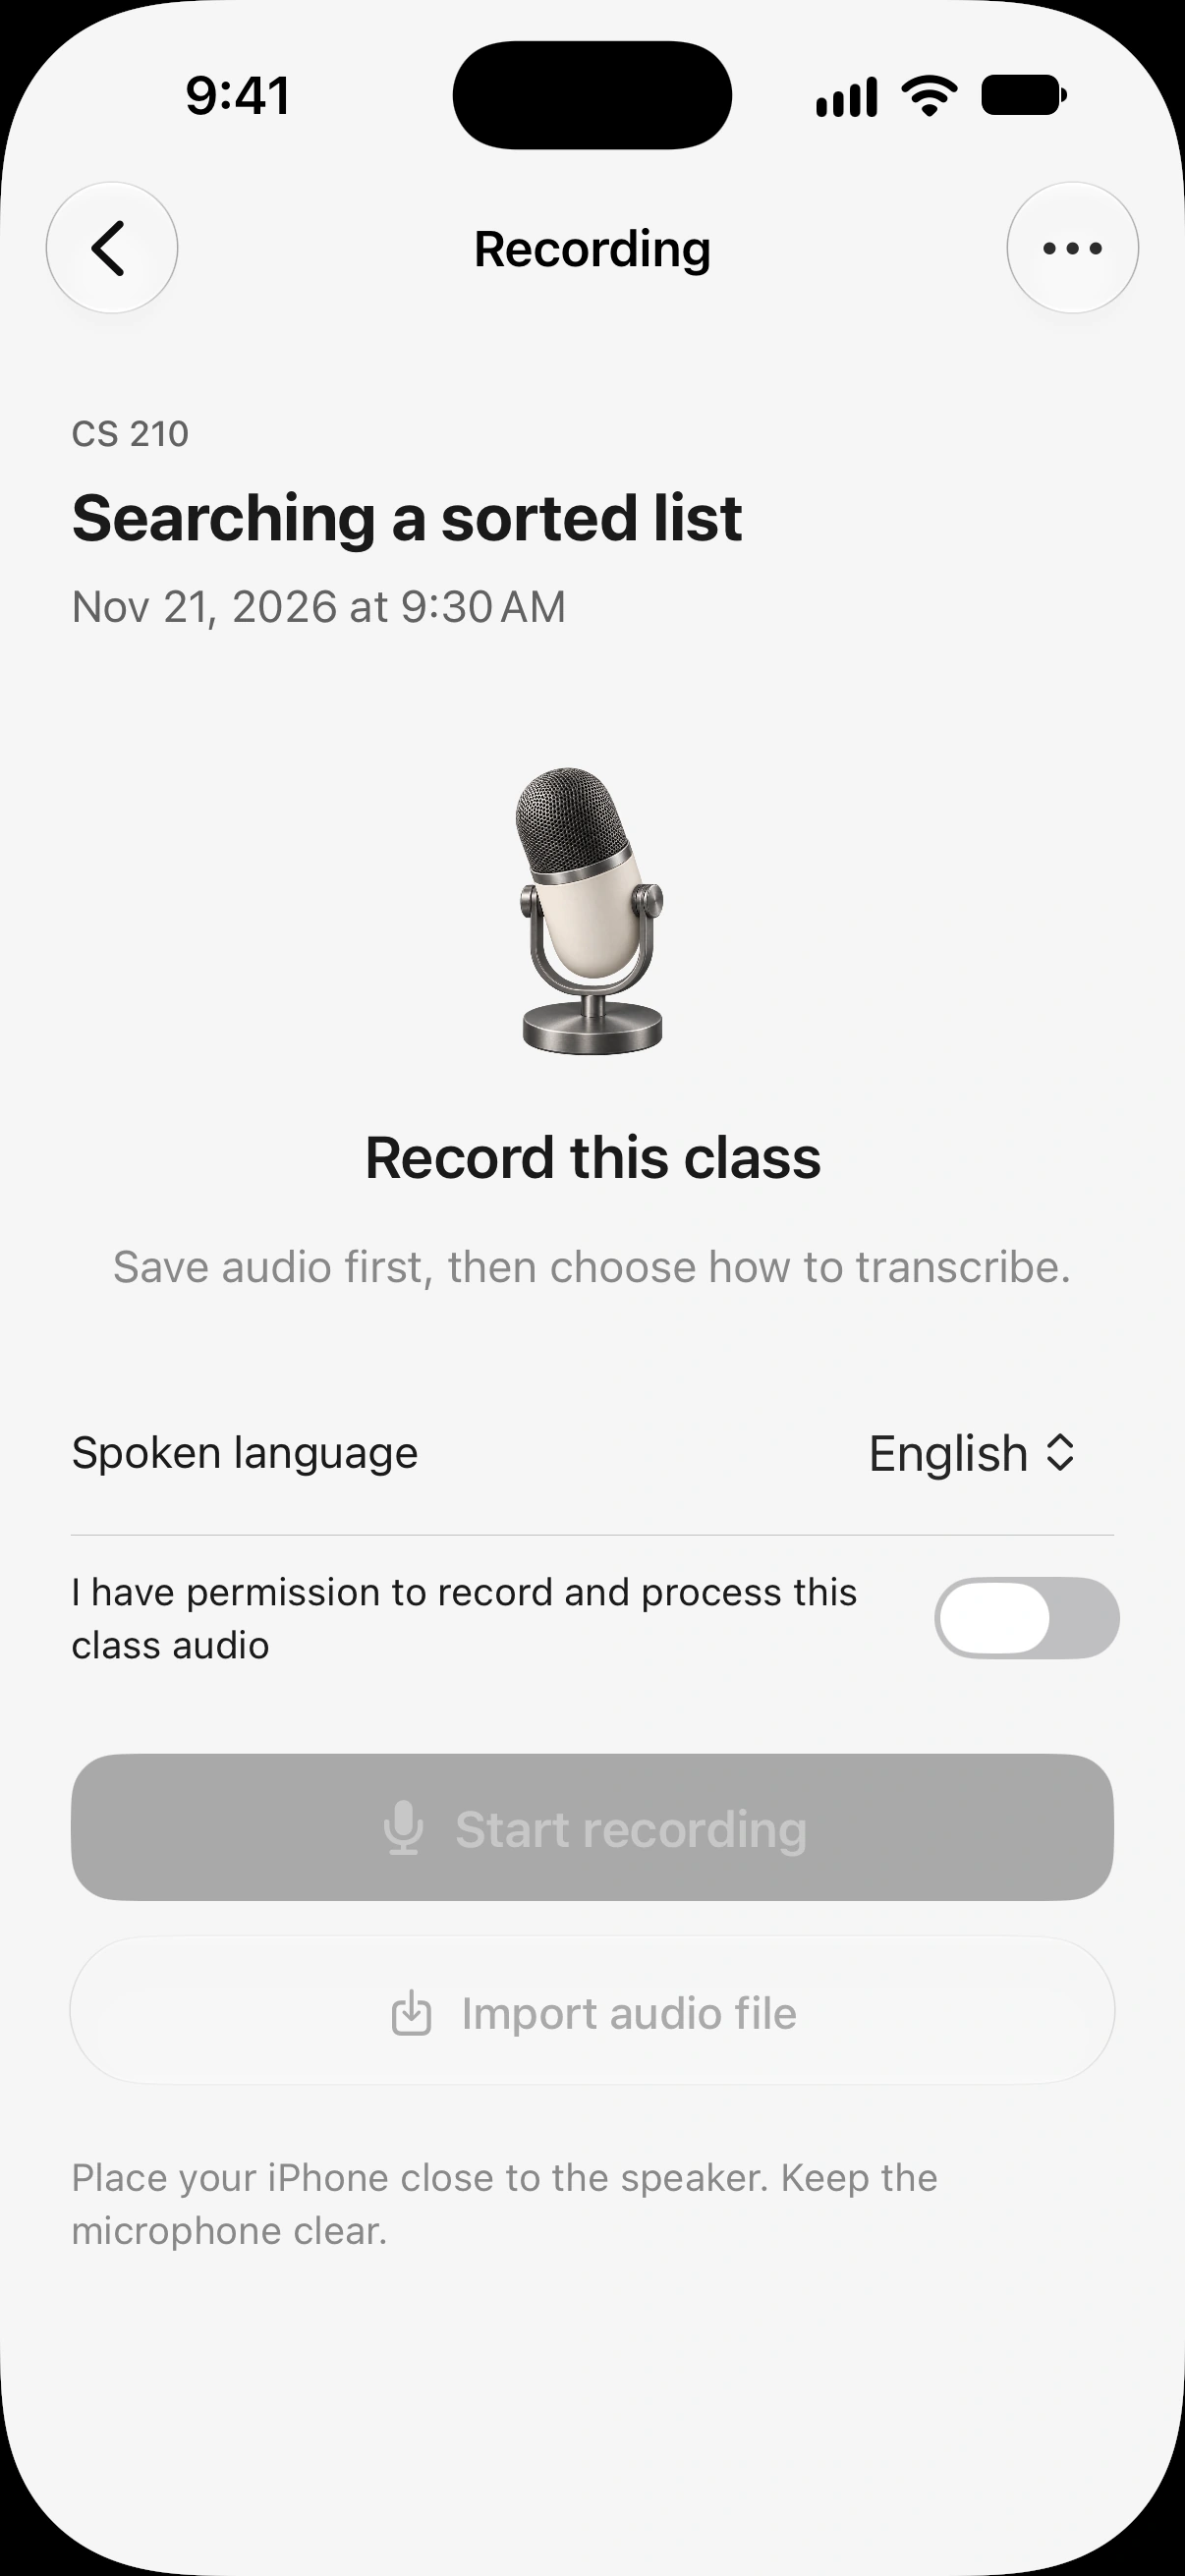 9:41
Recording
CS 210
Searching a sorted list
Nov 21, 2026 at 9:30 AM
Record this class
Save audio first, then choose how to transcribe.
Spoken language
English
I have permission to record and process this
class audio
Start recording
Import audio file
Place your iPhone close to the speaker. Keep the
microphone clear.